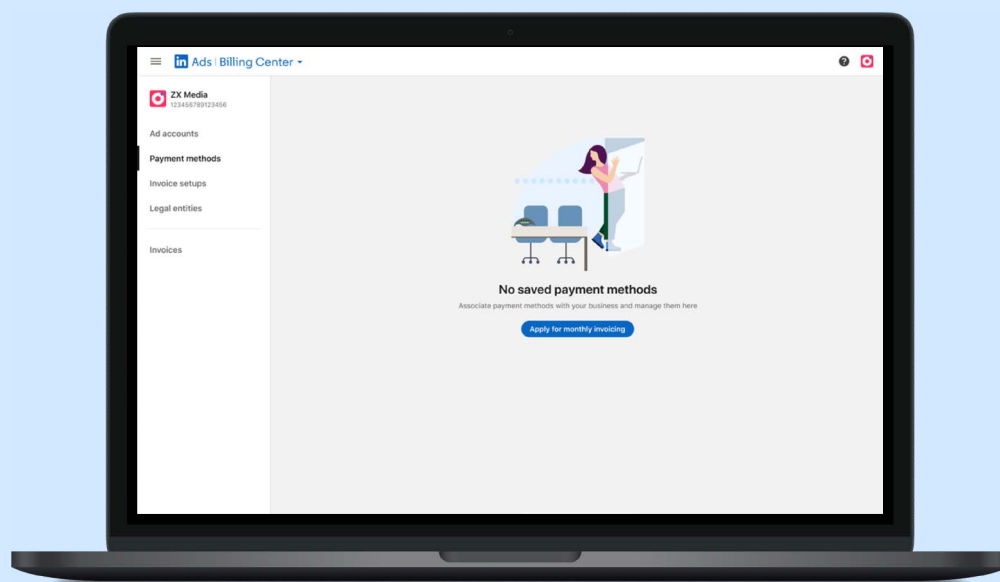 in Ads | Billing Center
ZX Media
123456789123456
Ad accounts
Payment methods
Invoice setups
Legal entities
Invoices
No saved payment methods
Associate payment methods with your business and manage them here
Apply for monthly invoicing